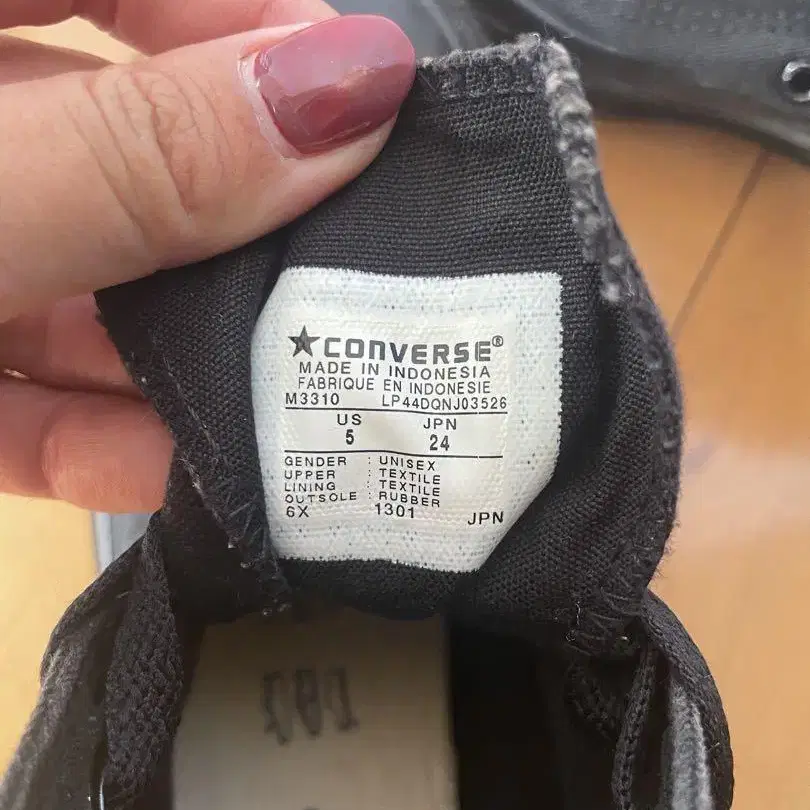 ★CONVERSE®
MADE IN INDONESIA
FABRIQUE EN INDONESIE
M3310 LP44DQNJ03526
US JPN
5 24
GENDER : UNISEX
UPPER : TEXTILE
LINING : TEXTILE
OUTSOLE : RUBBER
6X 1301 JPN